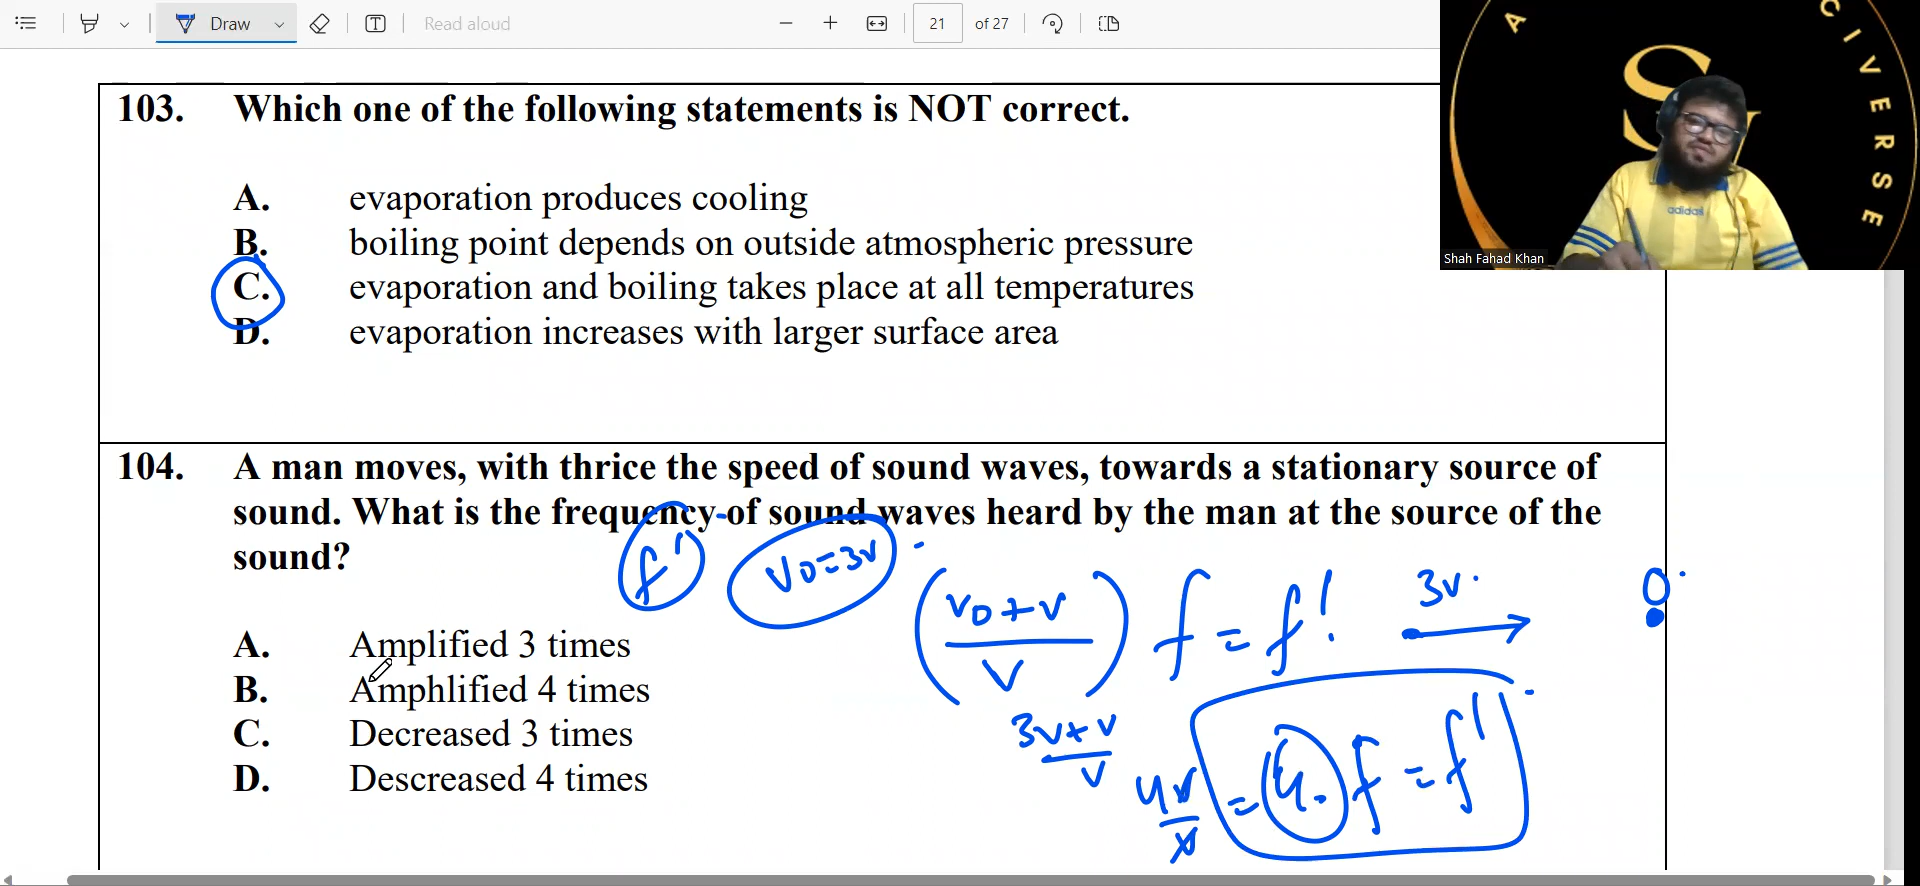 Draw
Read aloud
21 of 27
A CIVERSE
S
adidas
Shah Fahad Khan
103. Which one of the following statements is NOT correct.
A. evaporation produces cooling
B. boiling point depends on outside atmospheric pressure
C. evaporation and boiling takes place at all temperatures
D. evaporation increases with larger surface area
104. A man moves, with thrice the speed of sound waves, towards a stationary source of
sound. What is the frequency of sound waves heard by the man at the source of the
sound?
f' vo=3v
(vo+v / v) f = f' 3v. O
3v+v / v
4v / v = 4. f = f'
A. Amplified 3 times
B. Amphlified 4 times
C. Decreased 3 times
D. Descreased 4 times